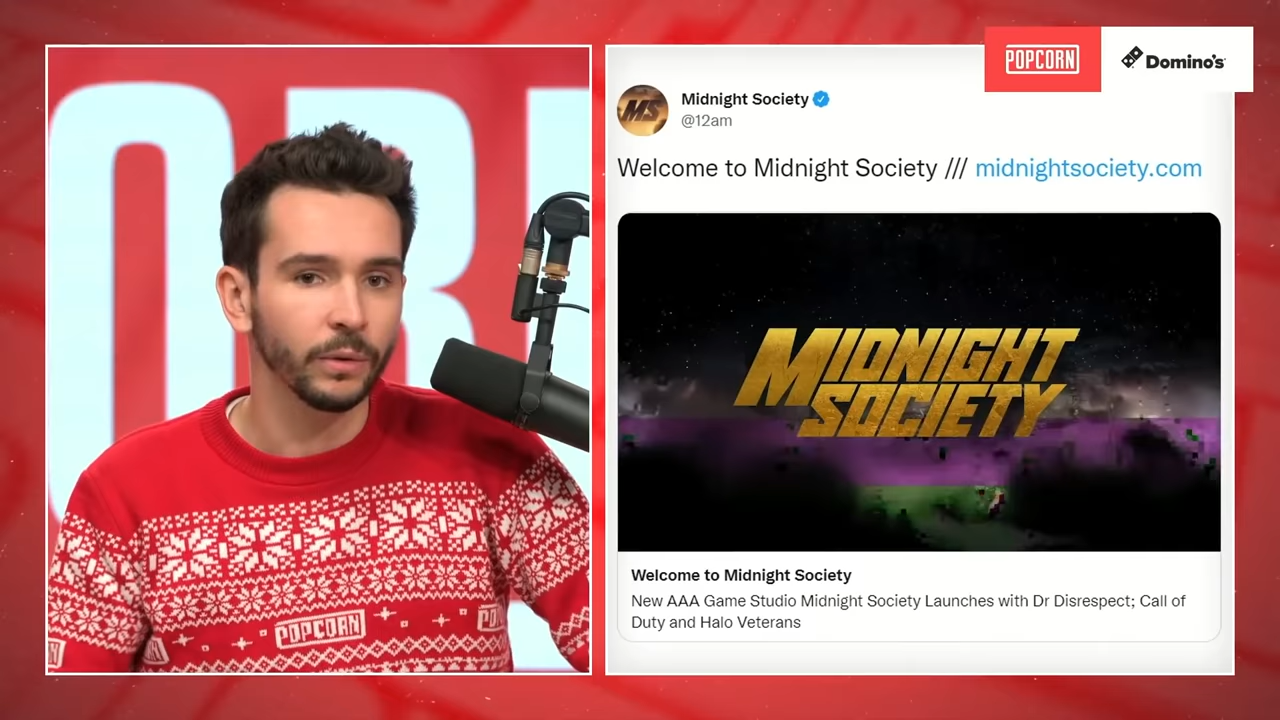 POPCORN
Domino's
MS
Midnight Society
@12am
Welcome to Midnight Society /// midnightsociety.com
MIDNIGHT
SOCIETY
Welcome to Midnight Society
New AAA Game Studio Midnight Society Launches with Dr Disrespect; Call of
Duty and Halo Veterans
POPCORN